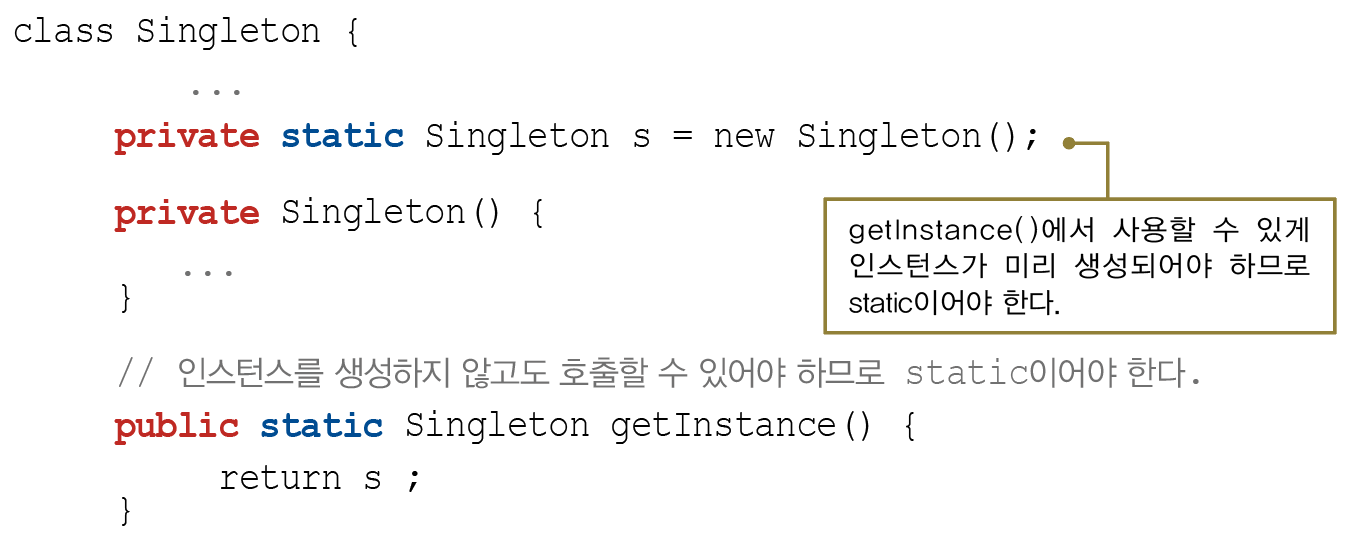 class Singleton {
...
private static Singleton s = new Singleton();
private Singleton() {
...
}
getInstance()에서 사용할 수 있게
인스턴스가 미리 생성되어야 하므로
static이어야 한다.
// 인스턴스를 생성하지 않고도 호출할 수 있어야 하므로 static이어야 한다.
public static Singleton getInstance() {
return s ;
}